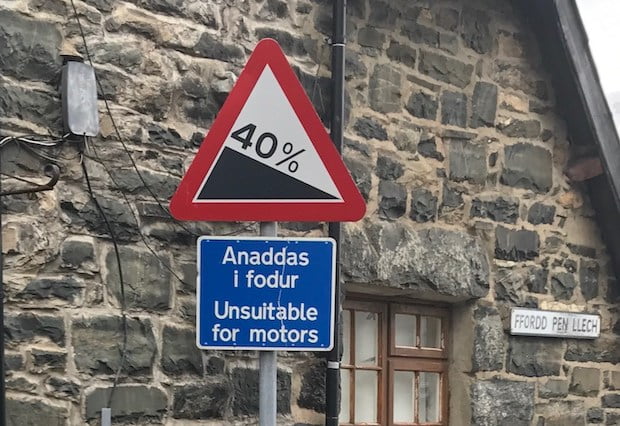 40%
Anaddas
i fodur
Unsuitable
for motors
FFORDD PEN LLECH